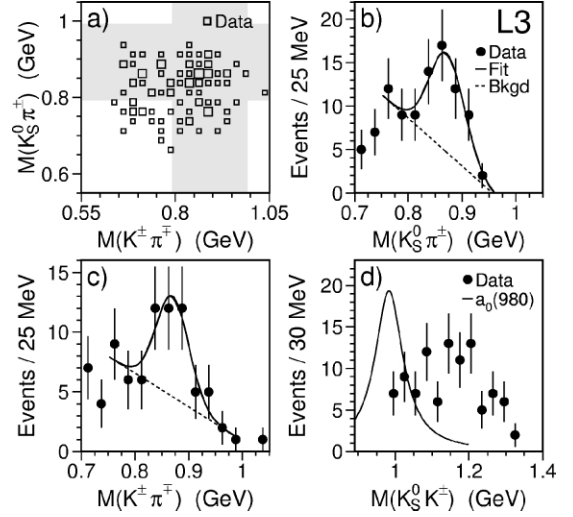 a)
Data
1
0.8
0.6
M(K⁰_S π±) (GeV)
0.55 0.8 1.05
M(K±π∓) (GeV)
b)
L3
Data
Fit
Bkgd
20
15
10
5
0
Events / 25 MeV
0.7 0.8 0.9 1
M(K⁰_S π±) (GeV)
c)
15
10
5
0
Events / 25 MeV
0.7 0.8 0.9 1
M(K±π∓) (GeV)
d)
Data
a₀(980)
20
15
10
5
0
Events / 30 MeV
1 1.2 1.4
M(K⁰_S K±) (GeV)